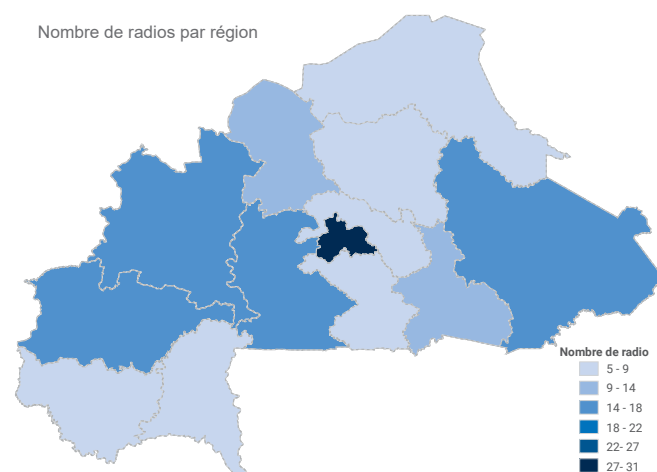 Nombre de radios par région
Nombre de radio
5 - 9
9 - 14
14 - 18
18 - 22
22- 27
27- 31